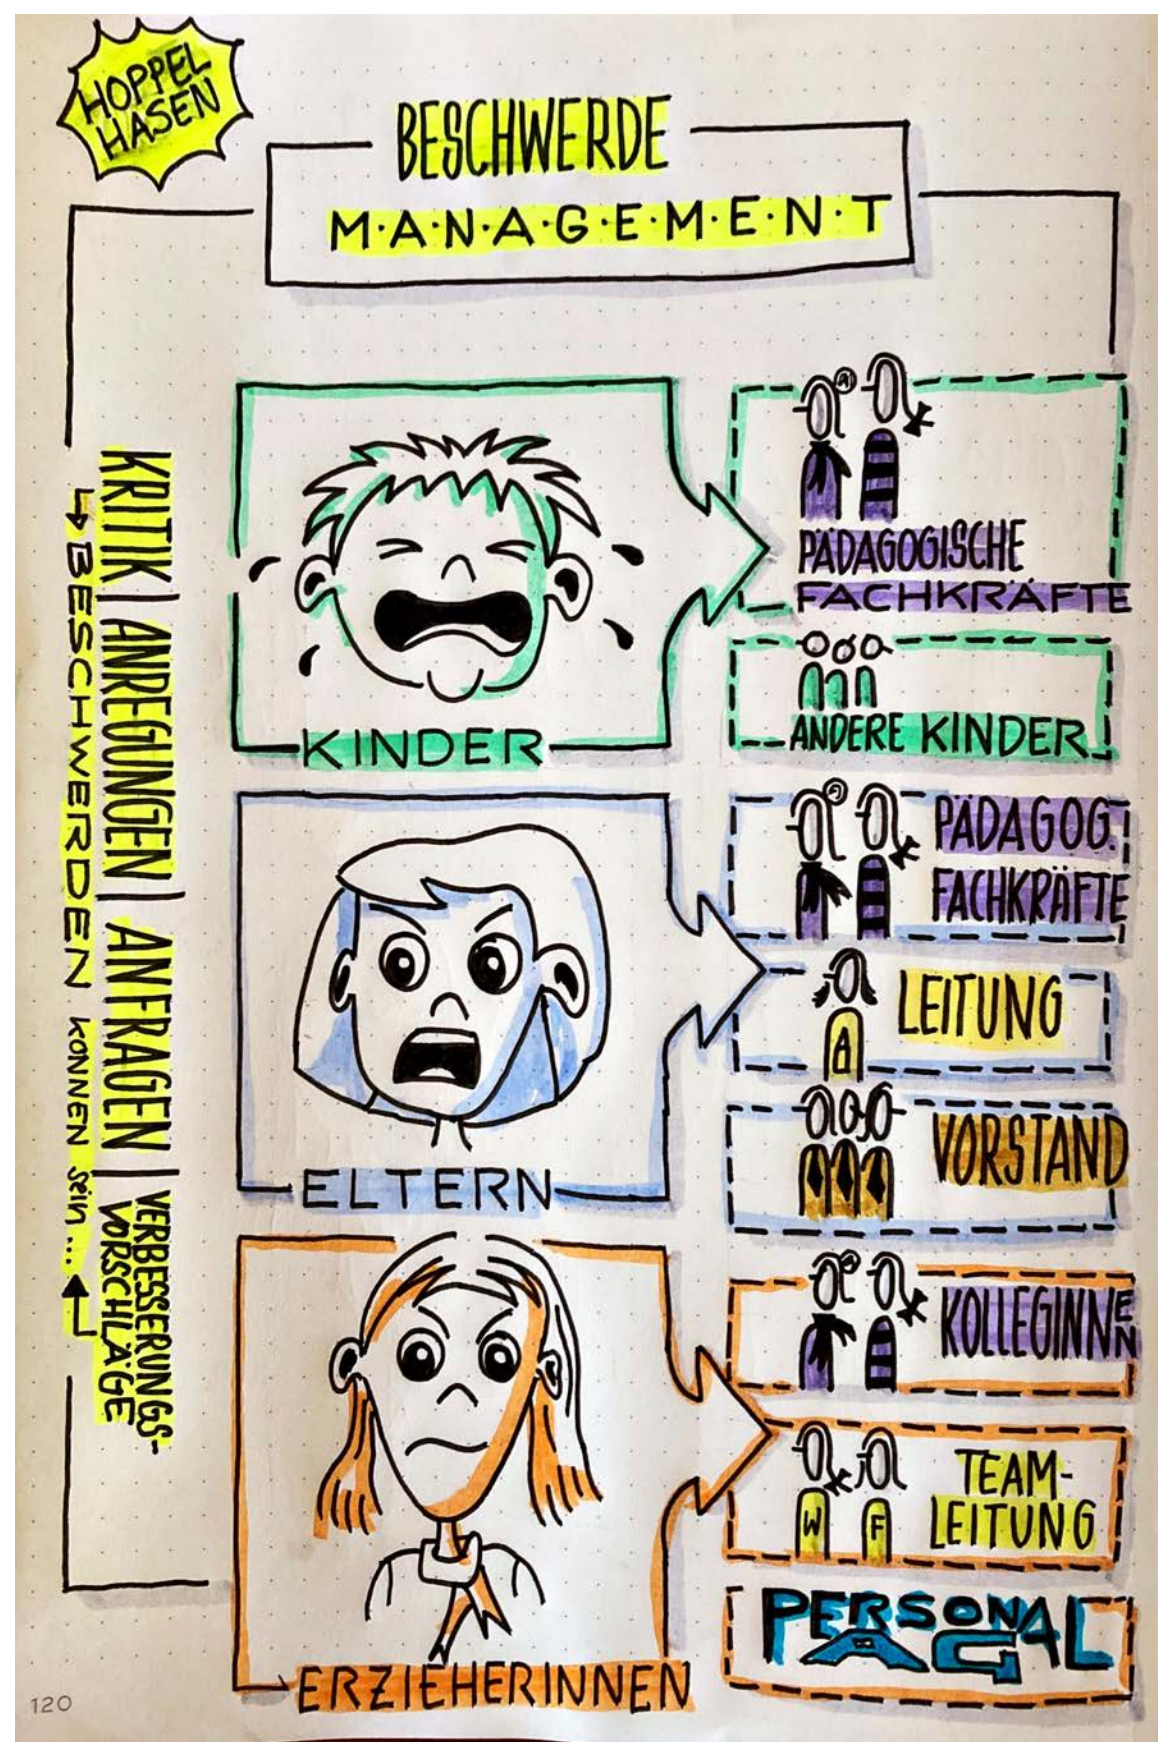 HOPPEL
HASEN
BESCHWERDE
M·A·N·A·G·E·M·E·N·T
KRITIK | ANREGUNGEN | ANFRAGEN | VERBESSERUNGS-
VORSCHLÄGE
↳ BESCHWERDEN KÖNNEN sein...
KINDER
PÄDAGOGISCHE
FACHKRÄFTE
ANDERE KINDER
ELTERN
PÄDAGOG.
FACHKRÄFTE
A
LEITUNG
VORSTAND
ERZIEHERINNEN
KOLLEGINNEN
W F
TEAM-
LEITUNG
PERSONAL
AG
120